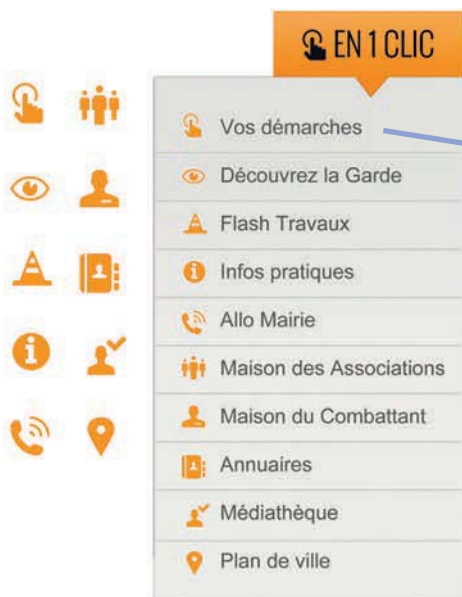 EN 1 CLIC
Vos démarches
Découvrez la Garde
Flash Travaux
Infos pratiques
Allo Mairie
Maison des Associations
Maison du Combattant
Annuaires
Médiathèque
Plan de ville